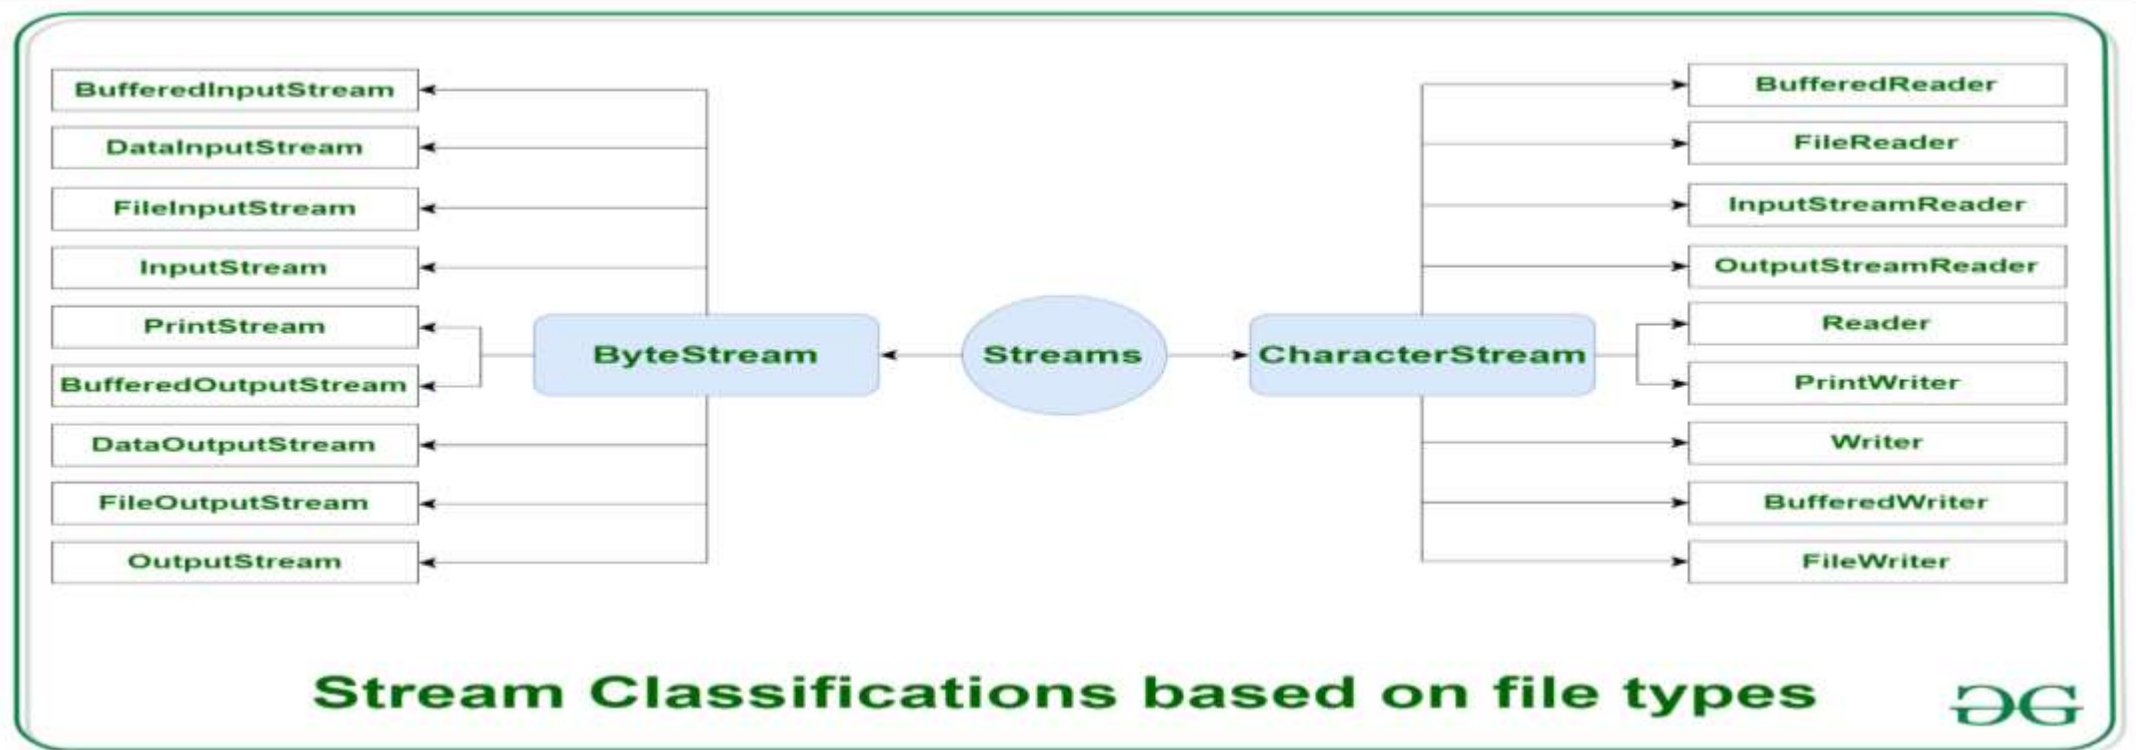 BufferedInputStream
DataInputStream
FileInputStream
InputStream
PrintStream
BufferedOutputStream
DataOutputStream
FileOutputStream
OutputStream
ByteStream
Streams
CharacterStream
BufferedReader
FileReader
InputStreamReader
OutputStreamReader
Reader
PrintWriter
Writer
BufferedWriter
FileWriter
Stream Classifications based on file types